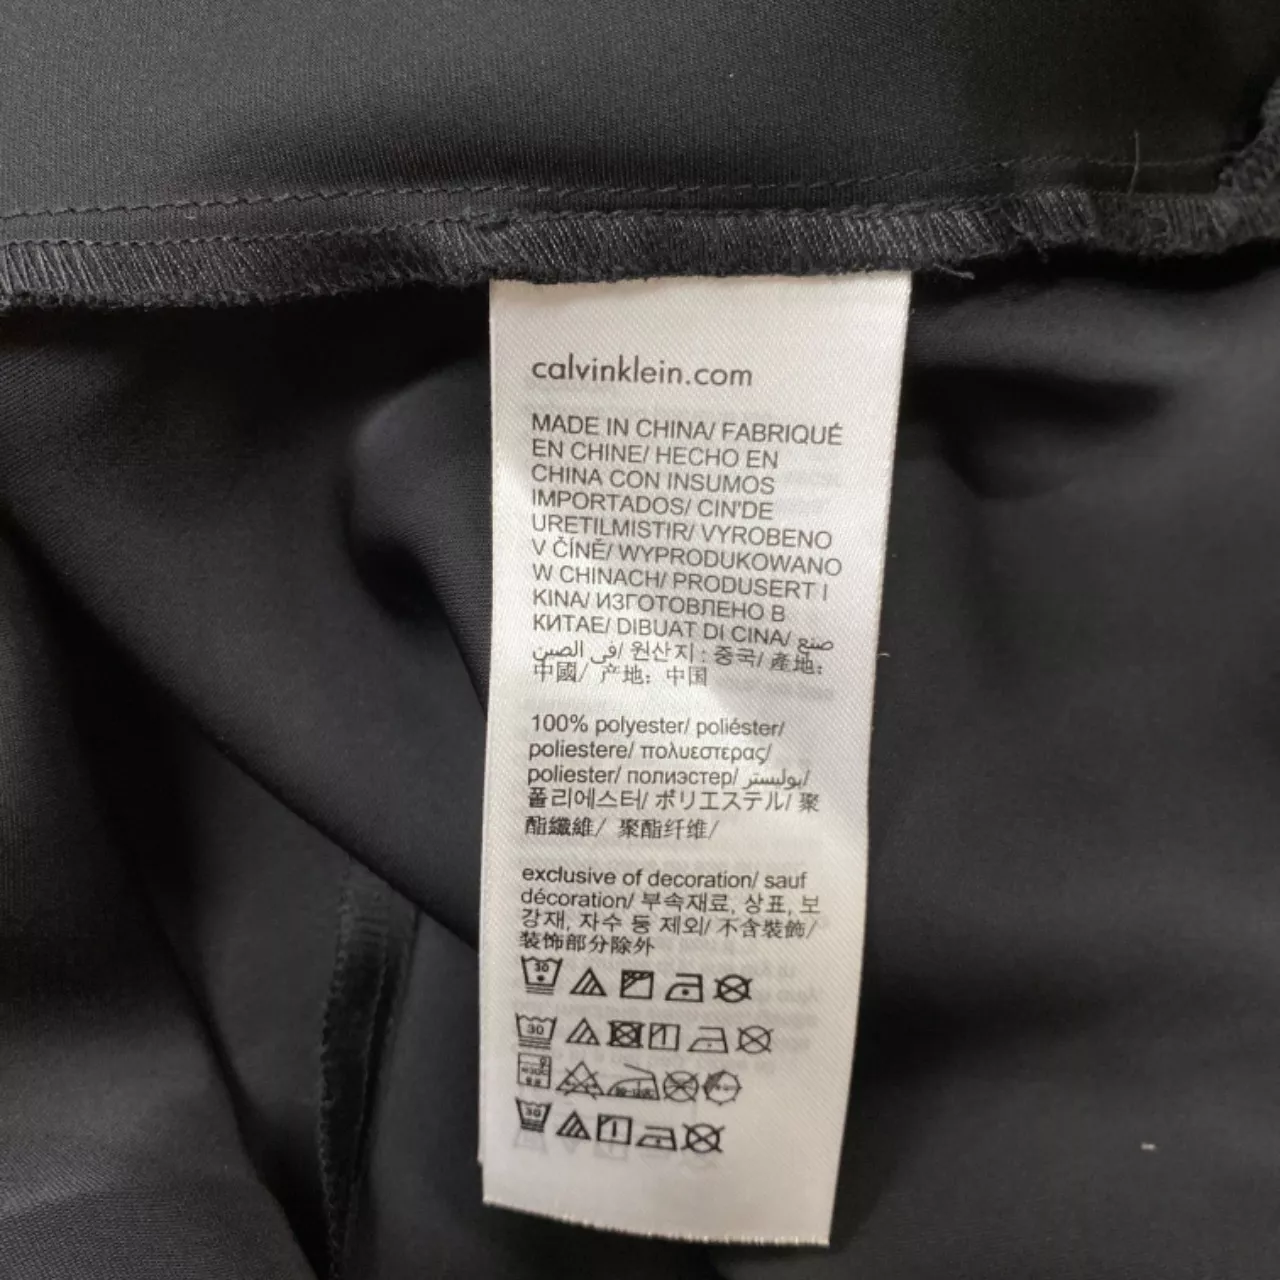 calvinklein.com
MADE IN CHINA/ FABRIQUÉ
EN CHINE/ HECHO EN
CHINA CON INSUMOS
IMPORTADOS/ CIN'DE
URETILMISTIR/ VYROBENO
V ČÍNĚ/ WYPRODUKOWANO
W CHINACH/ PRODUSERT I
KINA/ ИЗГОТОВЛЕНО В
КИТАЕ/ DIBUAT DI CINA/ صنع
في الصين/ 원산지 : 중국/ 產地：
中國/ 产地：中国
100% polyester/ poliéster/
poliestere/ πολυεστερας/
poliester/ полиэстер/ بوليستر/
폴리에스터/ ポリエステル/ 聚
酯纖維/ 聚酯纤维/
exclusive of decoration/ sauf
décoration/ 부속재료, 상표, 보
강재, 자수 등 제외/ 不含裝飾/
装饰部分除外
30
30
30